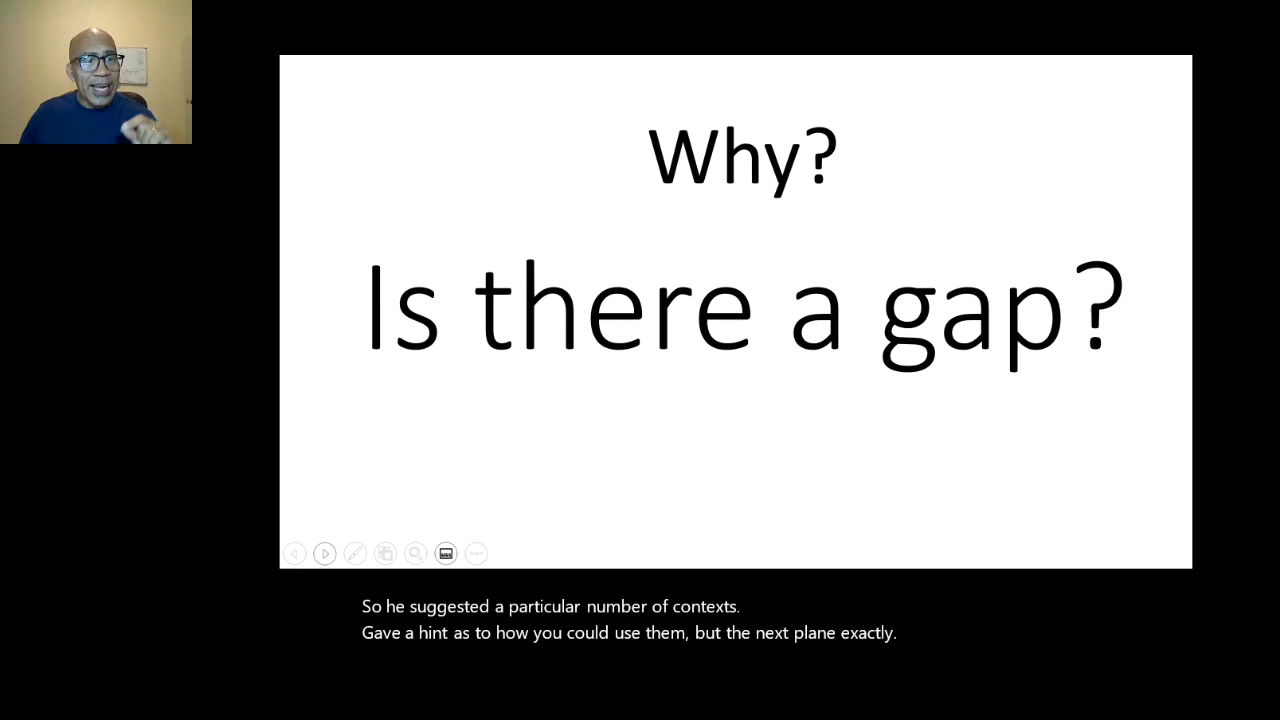 Why?
Is there a gap?
So he suggested a particular number of contexts.
Gave a hint as to how you could use them, but the next plane exactly.